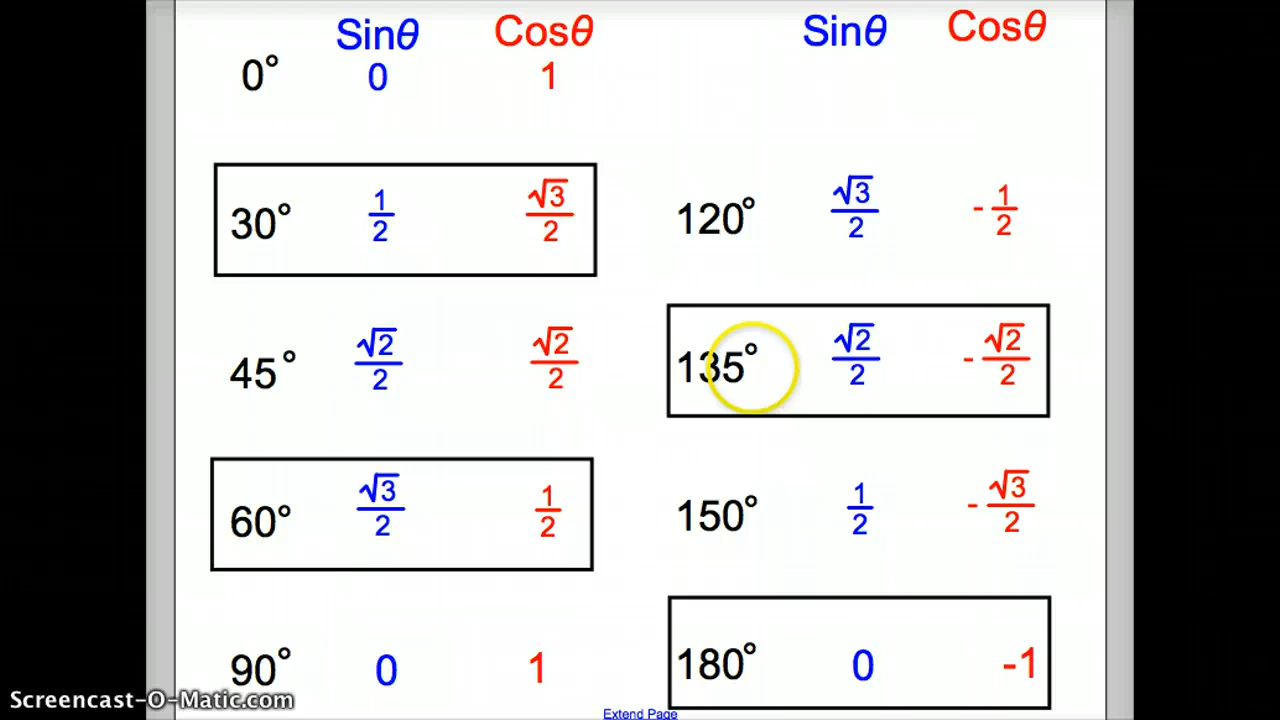 Sinθ Cosθ Sinθ Cosθ
0° 0 1
30° 1/2 √3/2 120° √3/2 - 1/2
45° √2/2 √2/2 135° √2/2 - √2/2
60° √3/2 1/2 150° 1/2 - √3/2
90° 0 1 180° 0 -1
Screencast-O-Matic.com
Extend Page